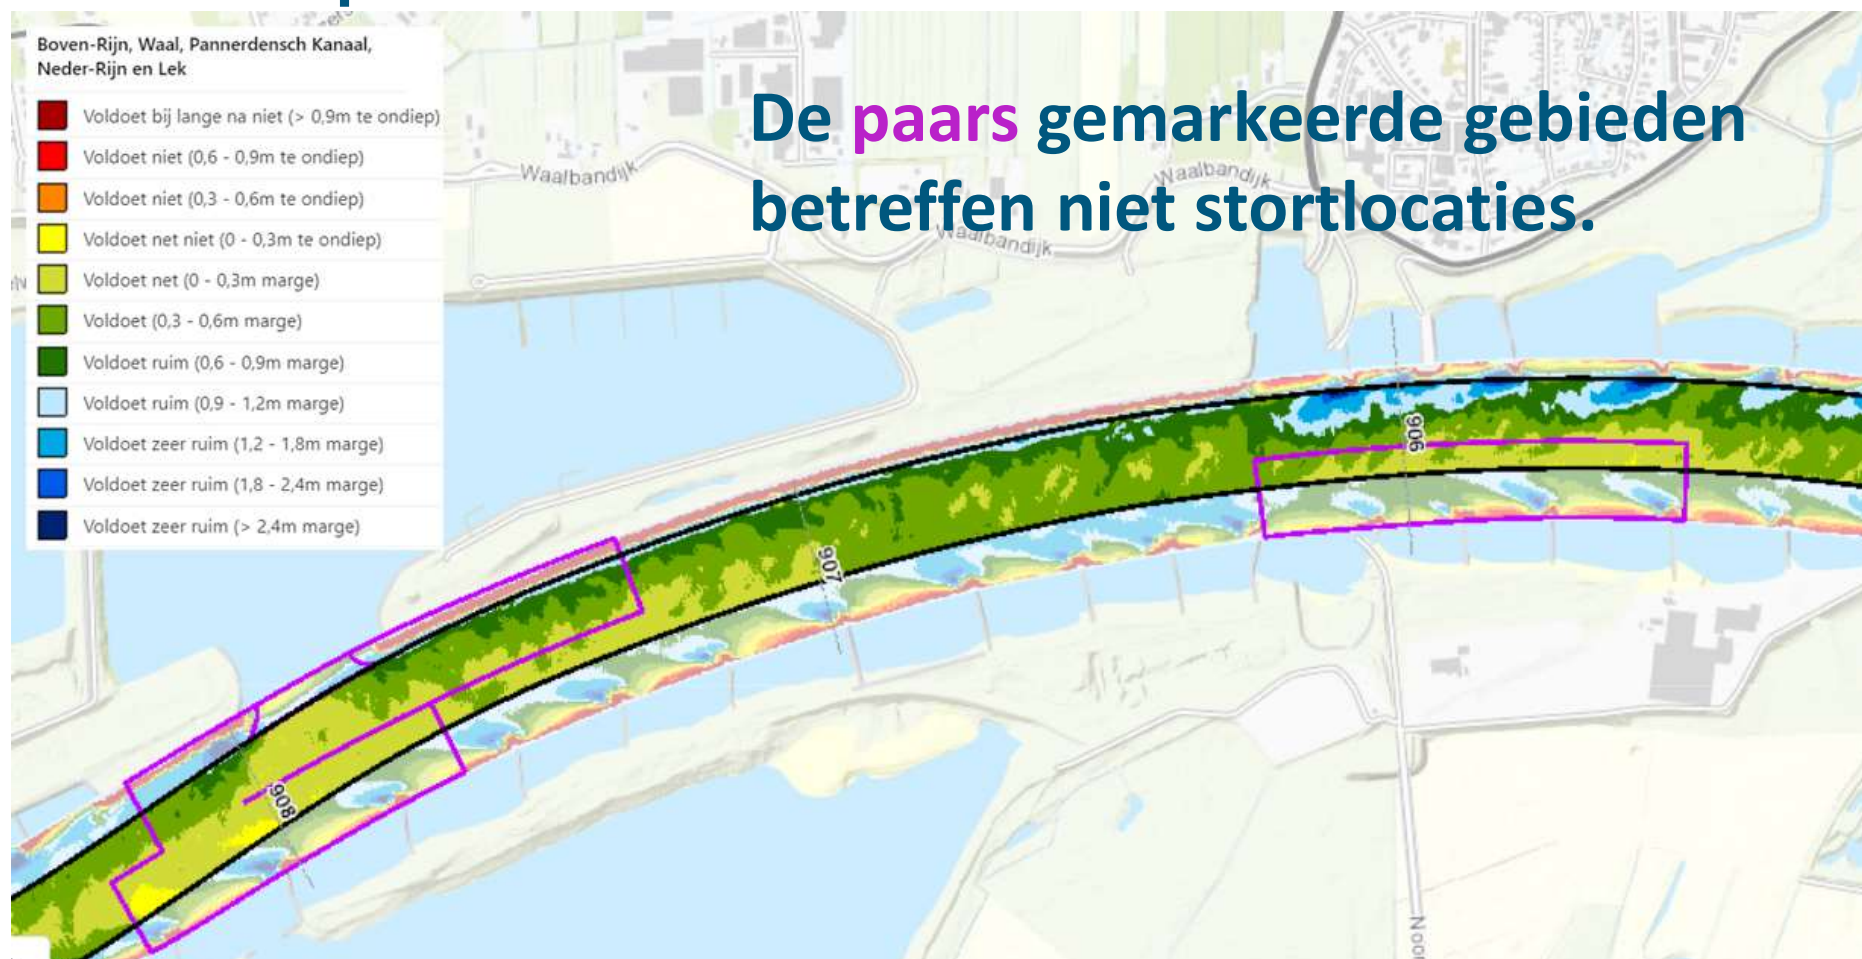 Boven-Rijn, Waal, Pannerdensch Kanaal,
Neder-Rijn en Lek
Voldoet bij lange na niet (> 0,9m te ondiep)
Voldoet niet (0,6 - 0,9m te ondiep)
Voldoet niet (0,3 - 0,6m te ondiep)
Voldoet net niet (0 - 0,3m te ondiep)
Voldoet net (0 - 0,3m marge)
Voldoet (0,3 - 0,6m marge)
Voldoet ruim (0,6 - 0,9m marge)
Voldoet ruim (0,9 - 1,2m marge)
Voldoet zeer ruim (1,2 - 1,8m marge)
Voldoet zeer ruim (1,8 - 2,4m marge)
Voldoet zeer ruim (> 2,4m marge)
De paars gemarkeerde gebieden
betreffen niet stortlocaties.
Waalbandijk
Waalbandijk
Waalbandijk
906
907
908
Noor